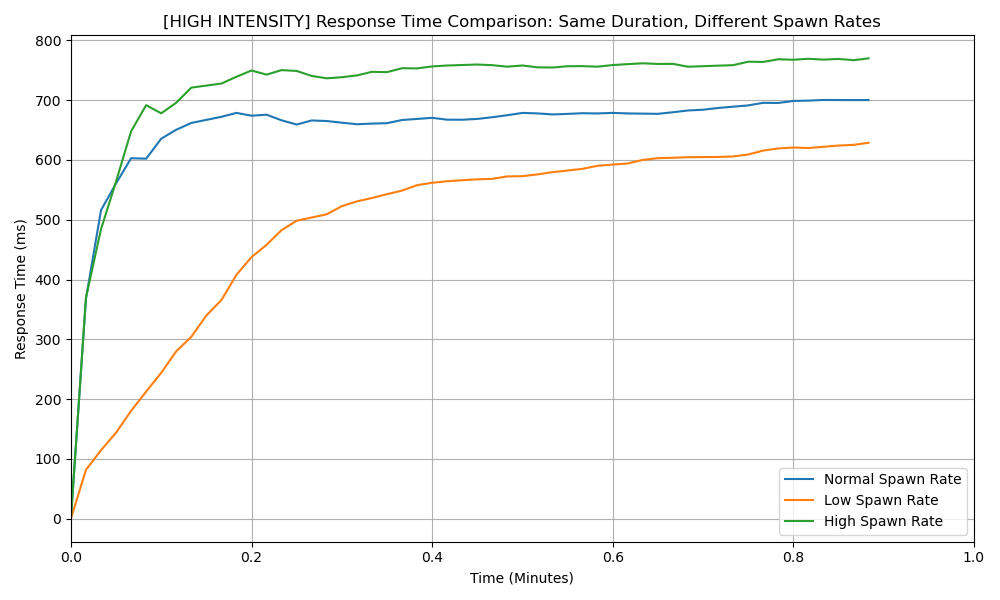 [HIGH INTENSITY] Response Time Comparison: Same Duration, Different Spawn Rates
800
700
600
500
400
300
200
100
0
Response Time (ms)
Normal Spawn Rate
Low Spawn Rate
High Spawn Rate
0.0 0.2 0.4 0.6 0.8 1.0
Time (Minutes)